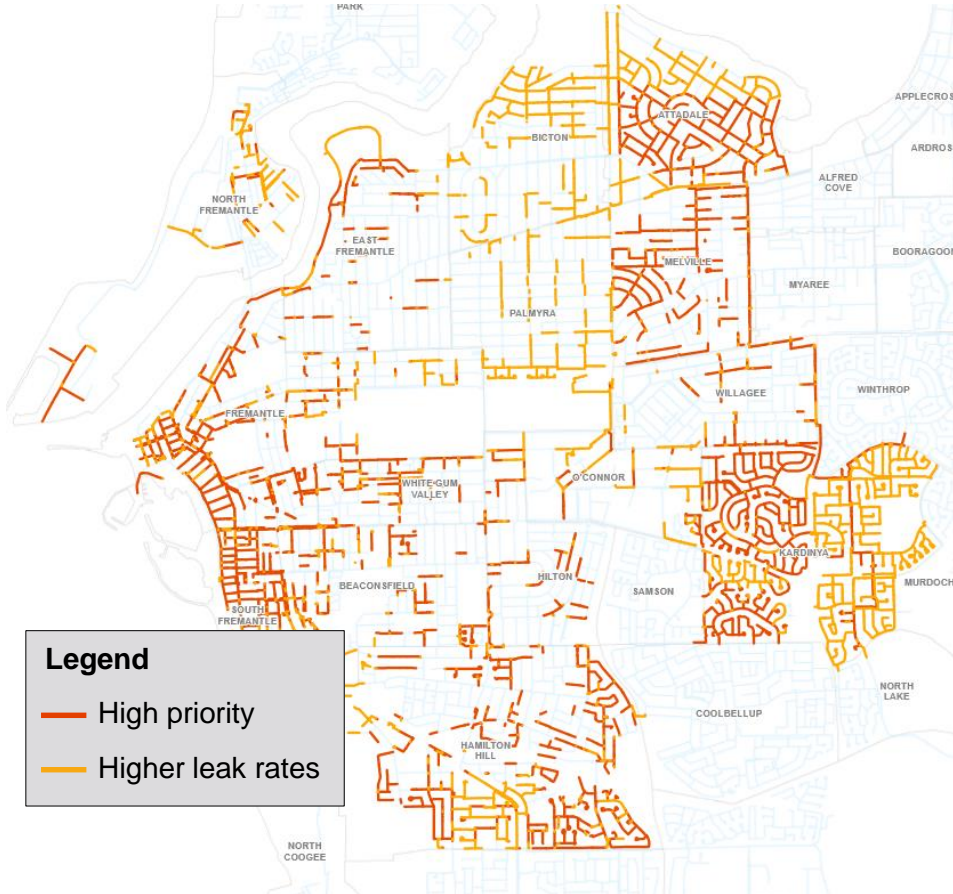 PARK
APPLECROS
ATTADALE
BICTON
ARDROS
ALFRED
COVE
NORTH
FREMANTLE
EAST
FREMANTLE
BOORAGOON
MELVILLE
MYAREE
PALMYRA
WINTHROP
WILLAGEE
FREMANTLE
O'CONNOR
WHITE GUM
VALLEY
KARDINYA
HILTON
MURDOCH
BEACONSFIELD
SAMSON
SOUTH
FREMANTLE
Legend
High priority
Higher leak rates
NORTH
LAKE
COOLBELLUP
HAMILTON
HILL
NORTH
COOGEE